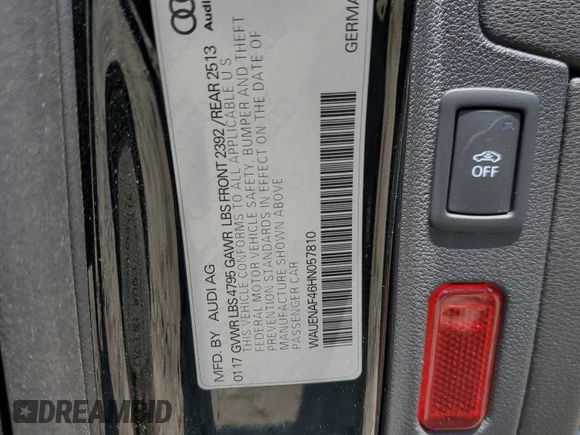 Audi
GERMA
MFD. BY AUDI AG
0117 GVWR LBS 4795 GAWR LBS FRONT 2392 /REAR 2513
THIS VEHICLE CONFORMS TO ALL APPLICABLE U S
FEDERAL MOTOR VEHICLE SAFETY, BUMPER AND THEFT
PREVENTION STANDARDS IN EFFECT ON THE DATE OF
MANUFACTURE SHOWN ABOVE
PASSENGER CAR
WAUENAF46HN057810
OFF
DREAMBID